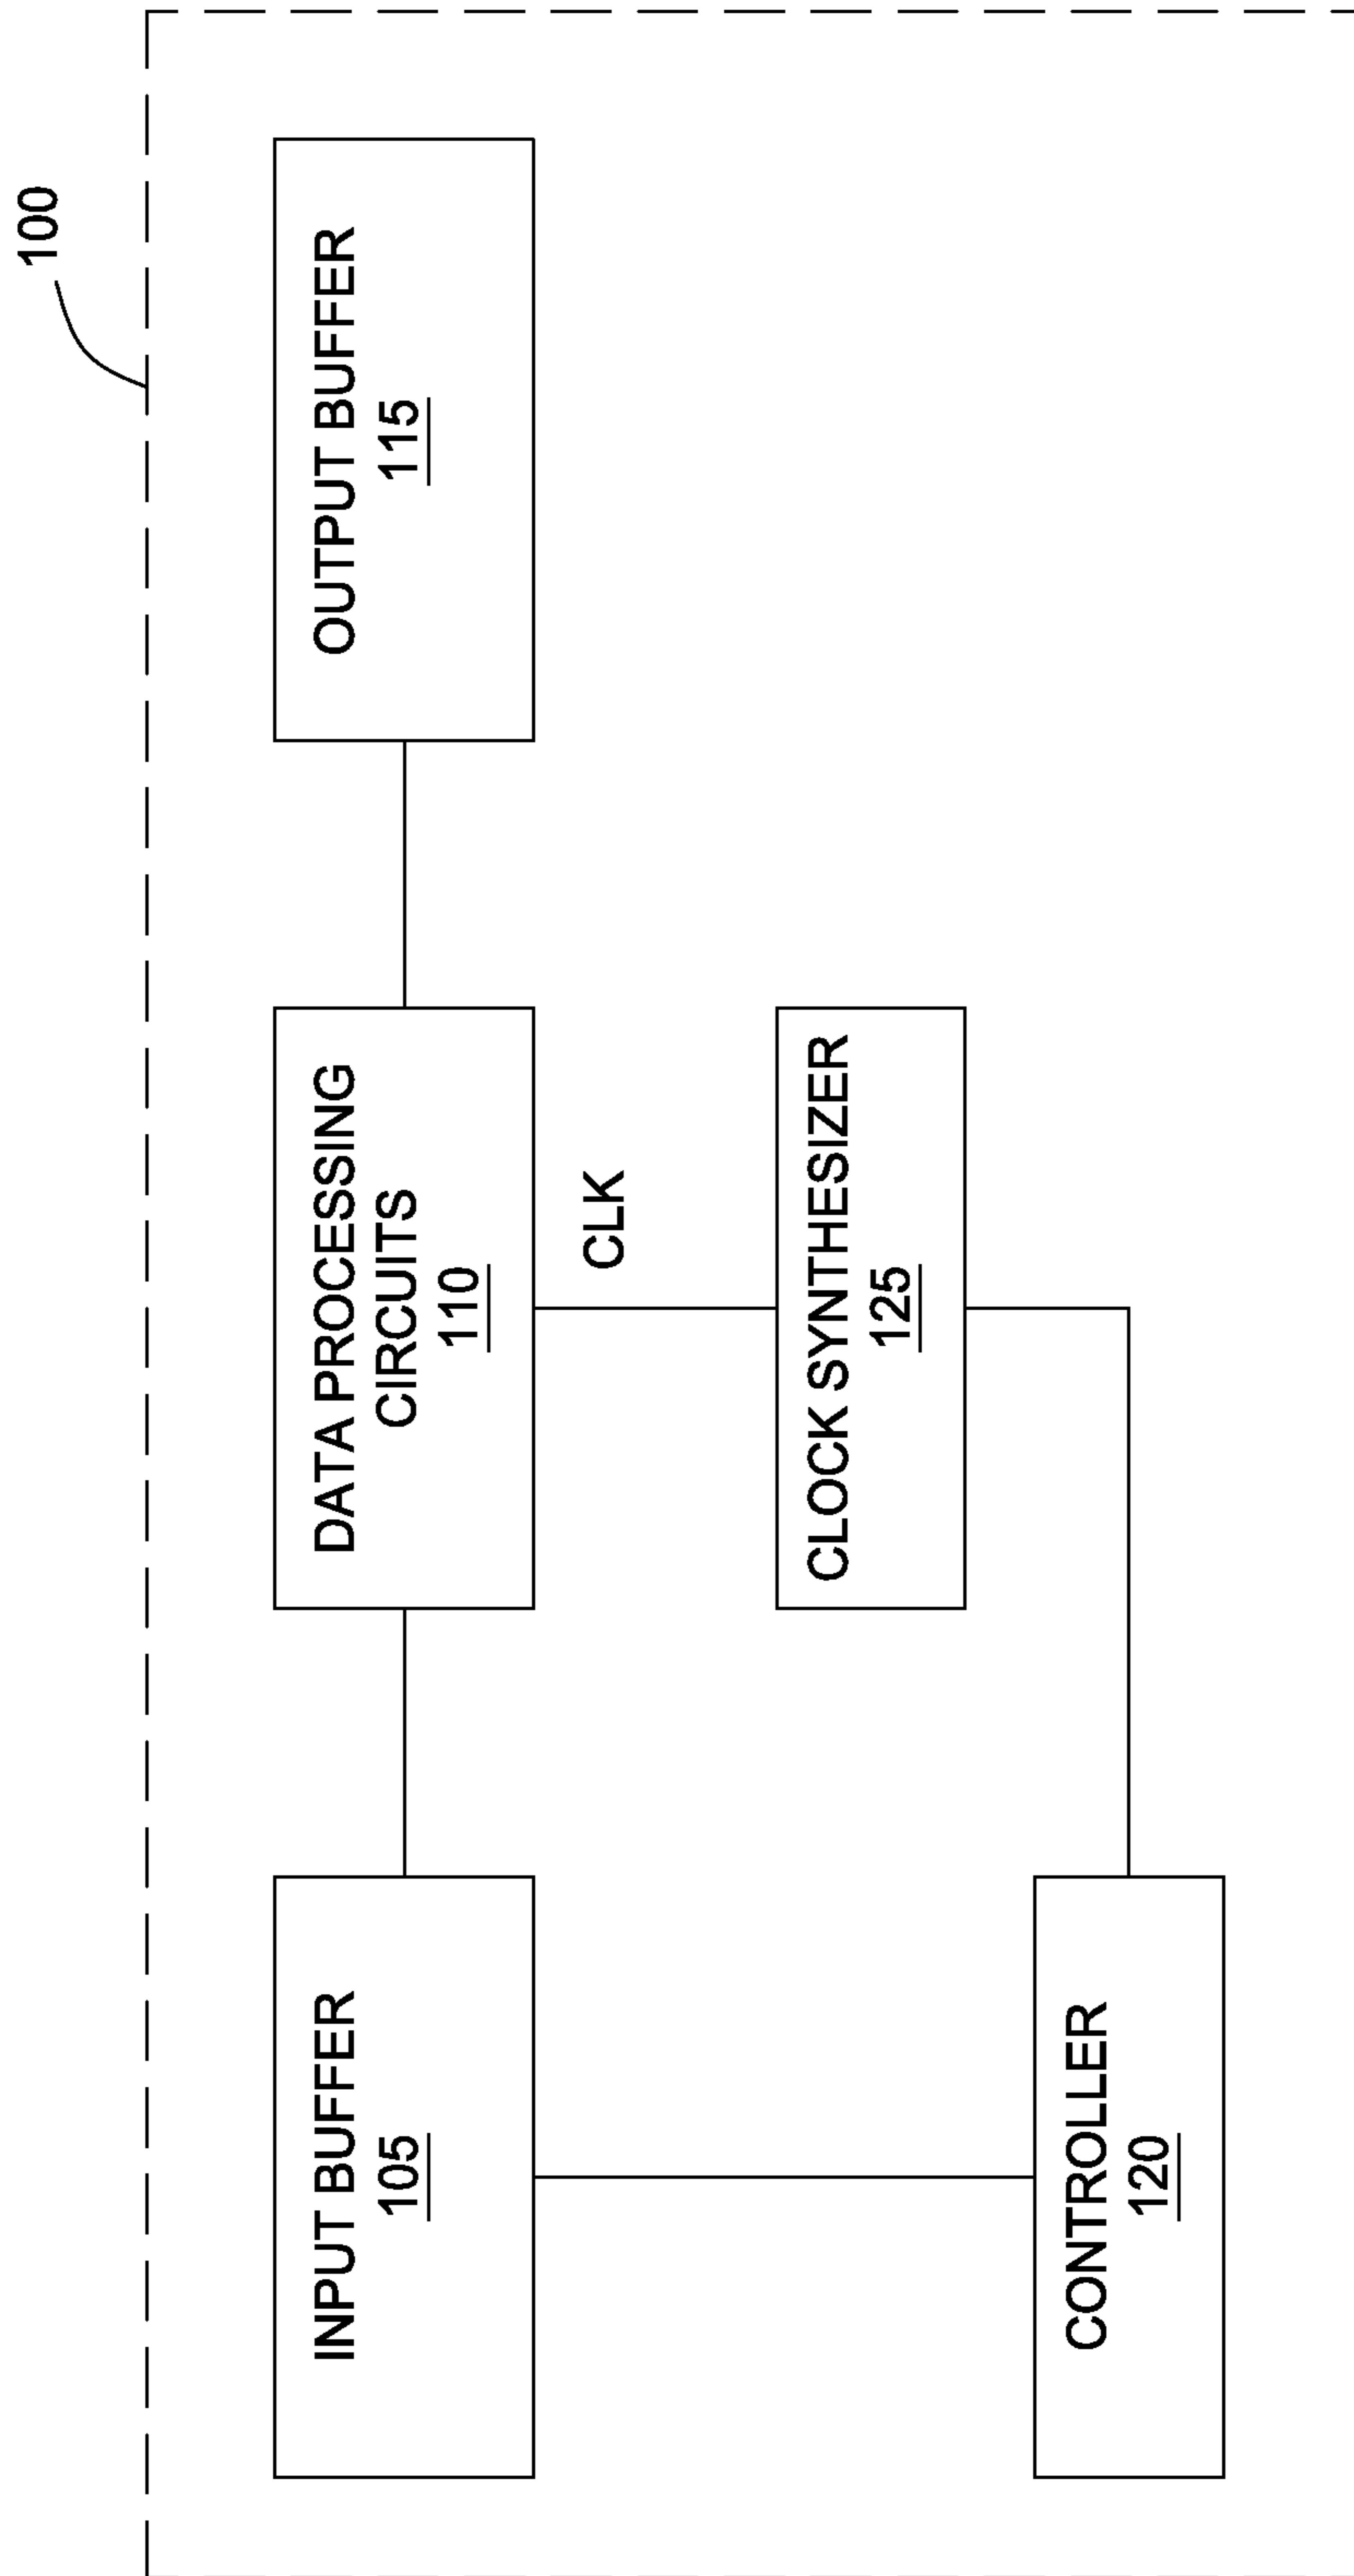 100
INPUT BUFFER
105
DATA PROCESSING
CIRCUITS
110
OUTPUT BUFFER
115
CLK
CLOCK SYNTHESIZER
125
CONTROLLER
120